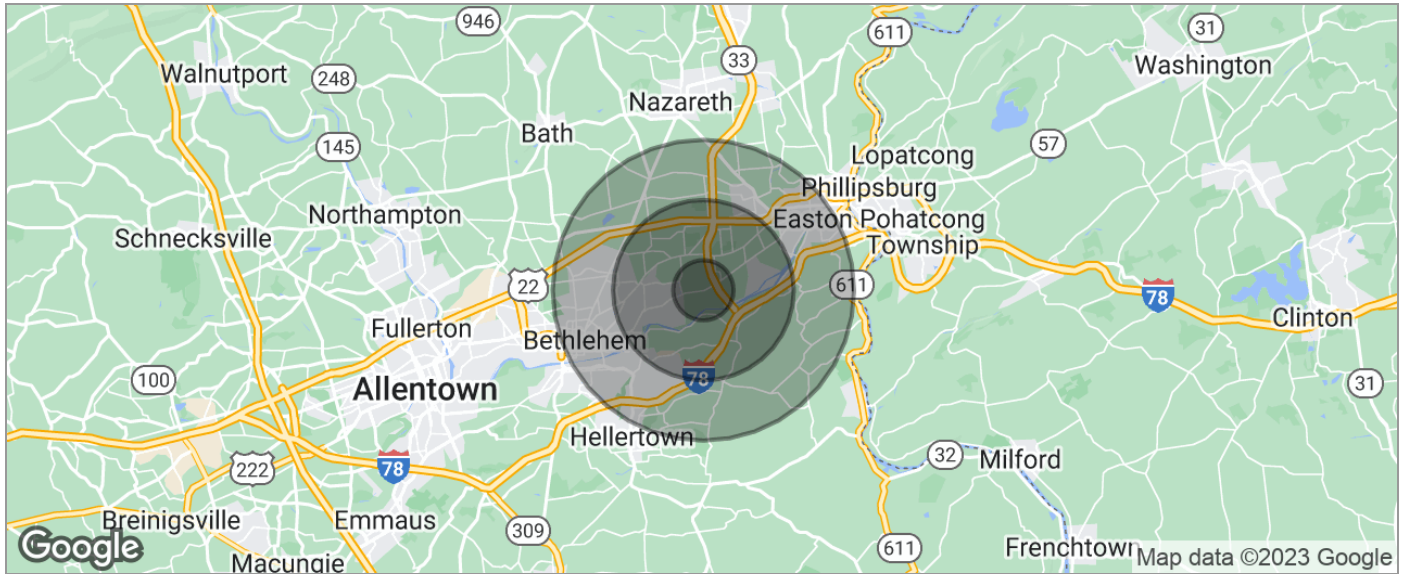 946
611
31
33
Walnutport
248
Washington
Nazareth
Bath
145
57
Lopatcong
Phillipsburg
Northampton
Easton
Pohatcong
Township
Schnecksville
22
611
78
Fullerton
Clinton
Bethlehem
100
Allentown
78
31
Hellertown
222
78
32
Milford
Breinigsville
Emmaus
309
611
Frenchtown
Google
Macungie
Map data ©2023 Google